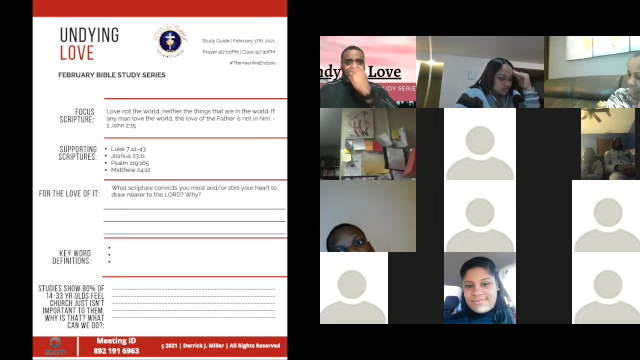 UNDYING
LOVE
Study Guide | February 17th, 2021
Prayer @7:00PM | Class @7:30PM
#TheYearWeEndure
FEBRUARY BIBLE STUDY SERIES
FOCUS
SCRIPTURE:
Love not the world, neither the things that are in the world. If
any man love the world, the love of the Father is not in him. -
1 John 2:15
SUPPORTING
SCRIPTURES:
• Luke 7:41-43
• Joshua 23:11
• Psalm 119:165
• Matthew 24:12
FOR THE LOVE OF IT:
What scripture convicts you most and/or stirs your heart to
draw nearer to the LORD? Why?
KEY WORD
DEFINITIONS:
STUDIES SHOW 80% OF
14-33 YR OLDS FEEL
CHURCH JUST ISN'T
IMPORTANT TO THEM.
WHY IS THAT? WHAT
CAN WE DO?:
zoom
Meeting ID
892 191 6963
© 2021 | Derrick J. Miller | All Rights Reserved
ndy Love
STUDY SERIES